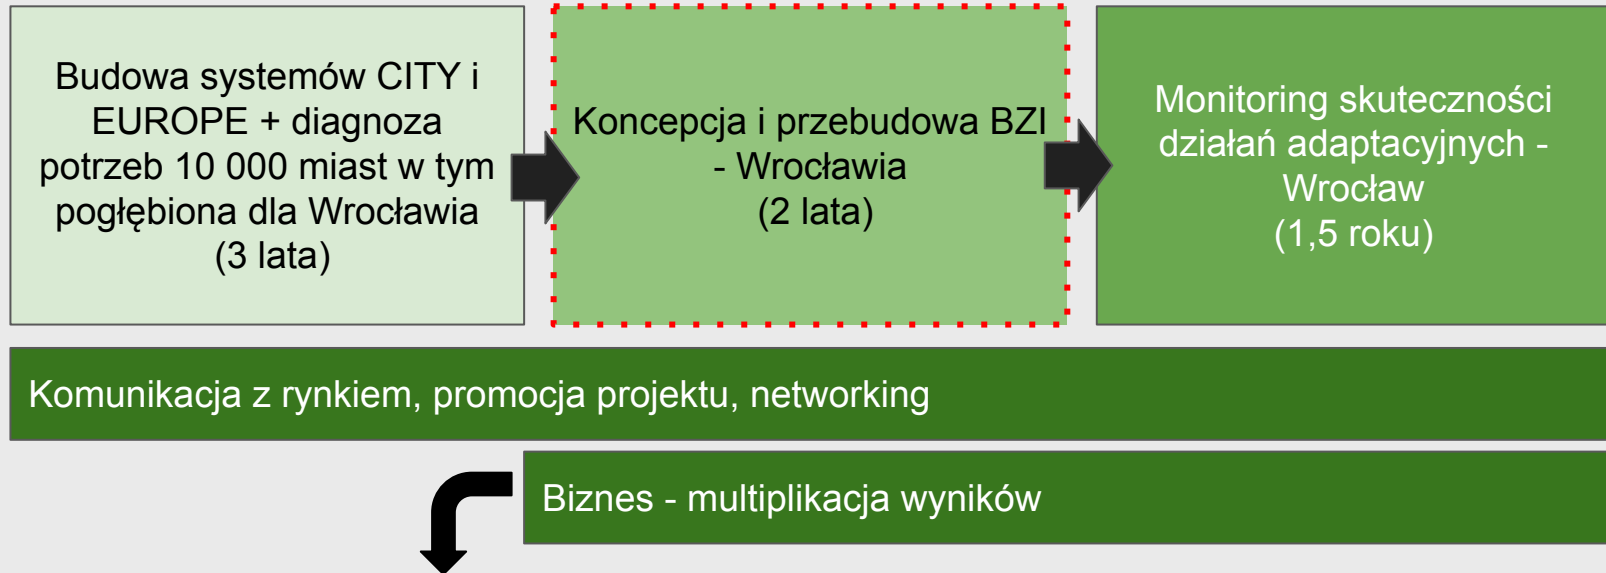 Budowa systemów CITY i
EUROPE + diagnoza
potrzeb 10 000 miast w tym
pogłębiona dla Wrocławia
(3 lata)
Koncepcja i przebudowa BZI
- Wrocławia
(2 lata)
Monitoring skuteczności
działań adaptacyjnych -
Wrocław
(1,5 roku)
Komunikacja z rynkiem, promocja projektu, networking
Biznes - multiplikacja wyników